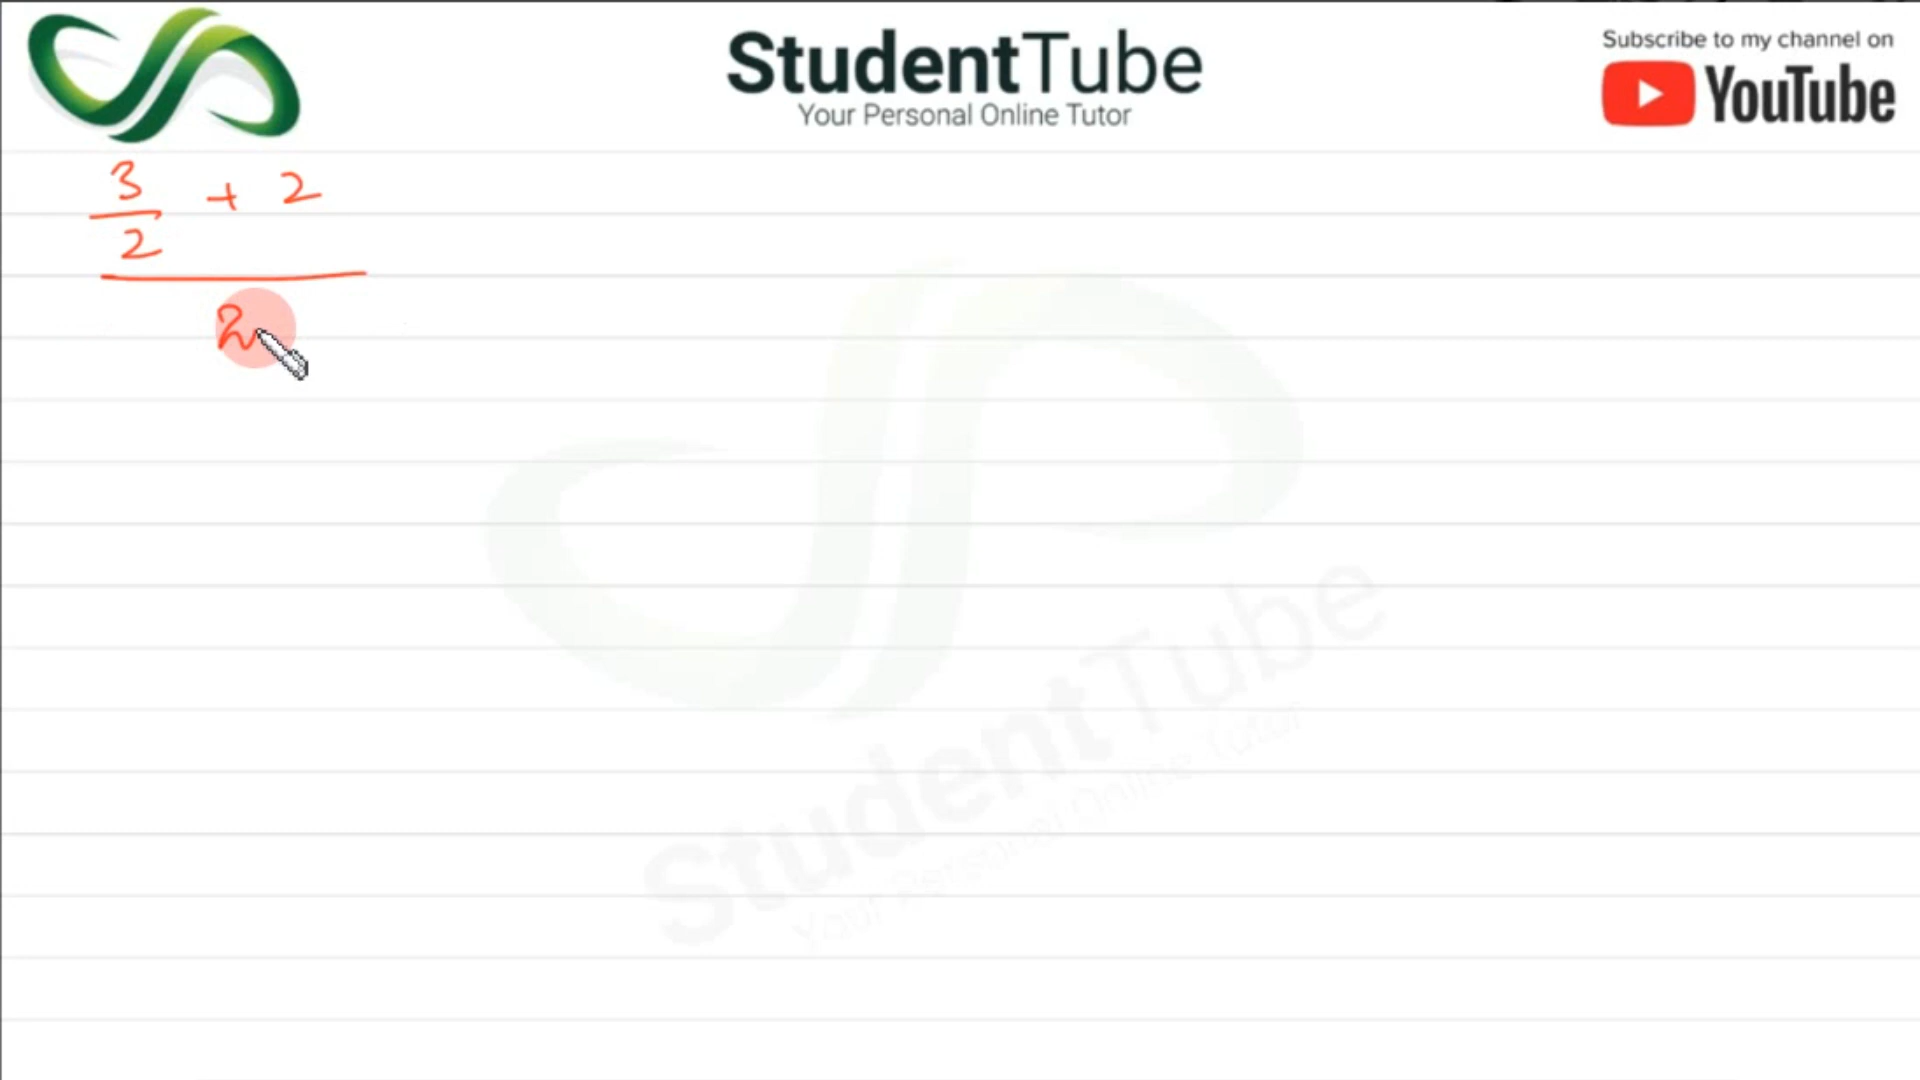 StudentTube
Your Personal Online Tutor
Subscribe to my channel on
YouTube
3/2 + 2
2
StudentTube
Your Personal Online Tutor